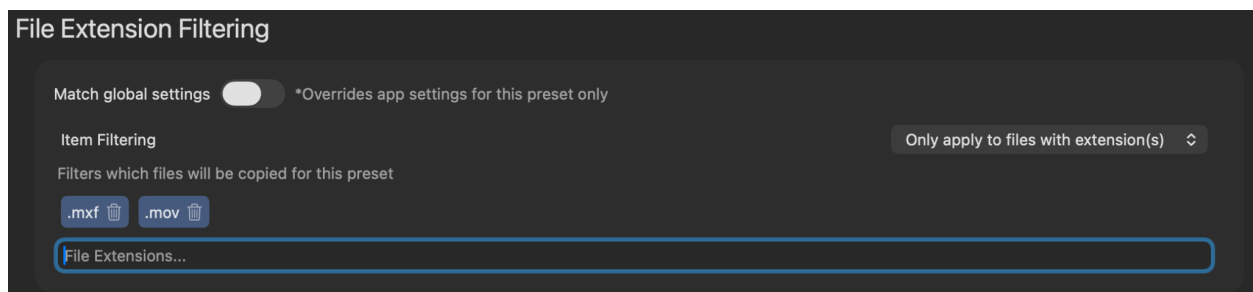 File Extension Filtering
Match global settings *Overrides app settings for this preset only
Item Filtering Only apply to files with extension(s)
Filters which files will be copied for this preset
.mxf .mov
File Extensions...